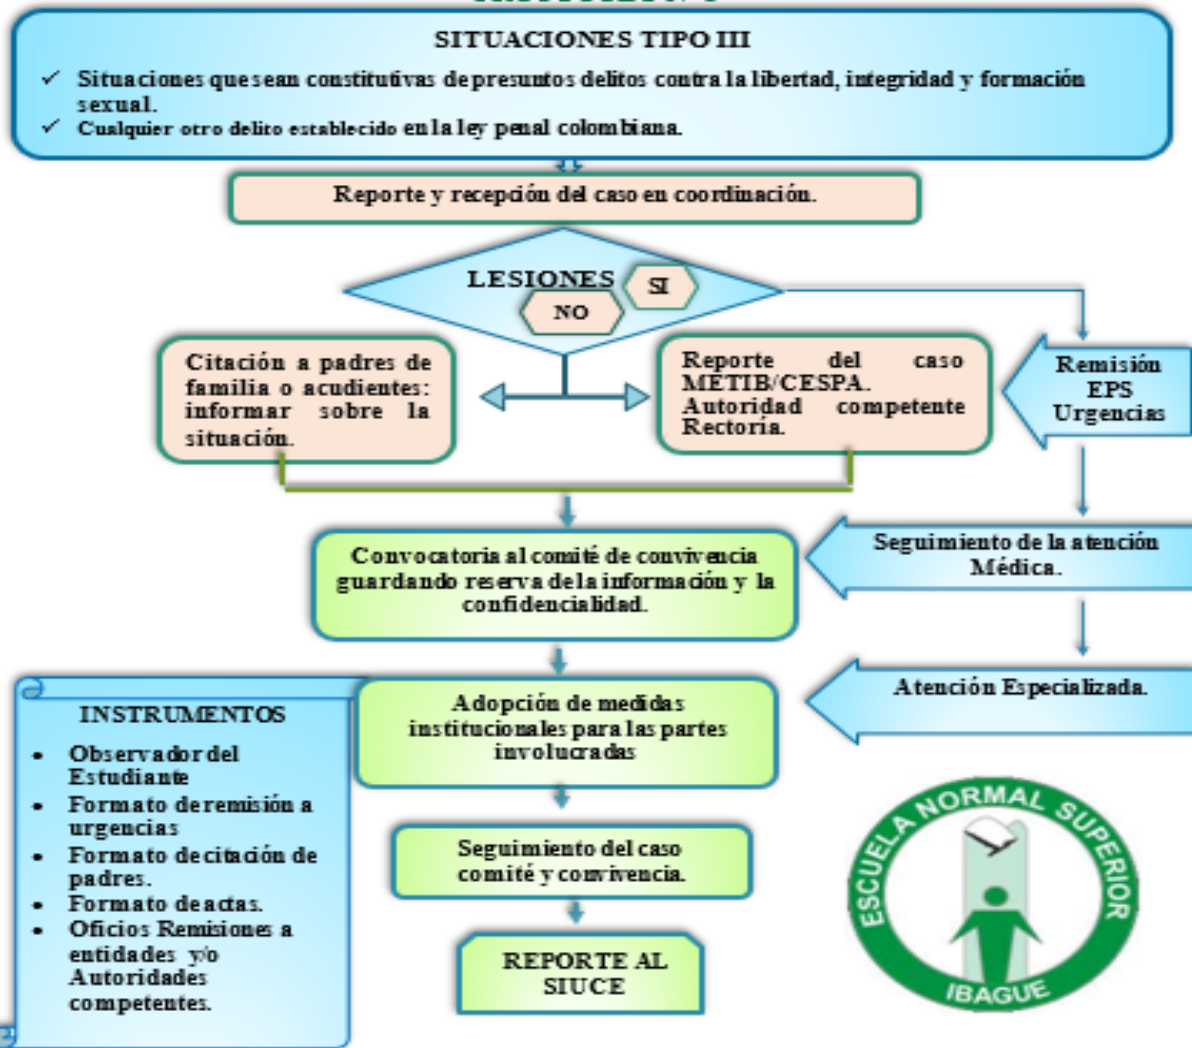 SITUACIONES TIPO III
✓ Situaciones que sean constitutivas de presuntos delitos contra la libertad, integridad y formación
sexual.
✓ Cualquier otro delito establecido en la ley penal colombiana.
Reporte y recepción del caso en coordinación.
LESIONES
SI
NO
Citación a padres de
familia o acudientes:
informar sobre la
situación.
Reporte del caso
METIB/CESPA.
Autoridad competente
Rectoría.
Remisión
EPS
Urgencias
Convocatoria al comité de convivencia
guardando reserva de la información y la
confidencialidad.
Seguimiento de la atención
Médica.
Adopción de medidas
institucionales para las partes
involucradas
Atención Especializada.
INSTRUMENTOS
• Observador del
Estudiante
• Formato de remisión a
urgencias
• Formato de citación de
padres.
• Formato de actas.
• Oficios Remisiones a
entidades y/o
Autoridades
competentes.
Seguimiento del caso
comité y convivencia.
REPORTE AL
SIUCE
ESCUELA NORMAL SUPERIOR
IBAGUE